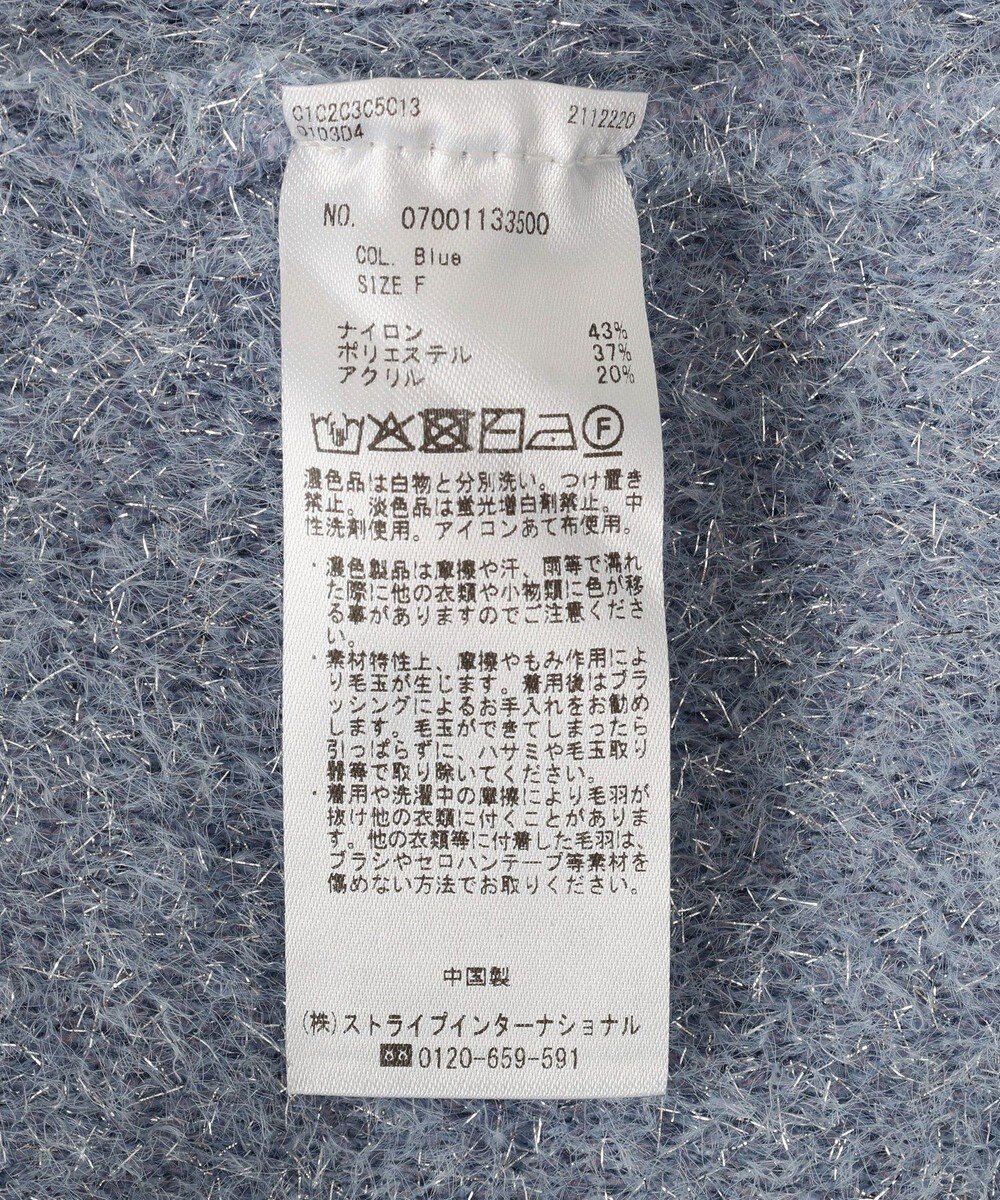 C1C2C3C5C13 2112220
D1D3D4
NO. 07001133500
COL. Blue
SIZE F
ナイロン 43%
ポリエステル 37%
アクリル 20%
F
濃色品は白物と分別洗い。つけ置き
禁止。淡色品は蛍光増白剤禁止。中
性洗剤使用。アイロンあて布使用。
・濃色製品は摩擦や汗、雨等で濡れ
た際に他の衣類や小物類に色が移
る事がありますのでご注意くださ
い。
・素材特性上、摩擦やもみ作用によ
り毛玉が生じます。着用後はブラ
ッシングによるお手入れをお勧め
します。毛玉ができてしまったら
引っぱらずに、ハサミや毛玉取り
器等で取り除いてください。
・着用や洗濯中の摩擦により毛羽が
抜け他の衣類に付くことがありま
す。他の衣類等に付着した毛羽は、
ブラシやセロハンテープ等素材を
傷めない方法でお取りください。
中国製
(株)ストライプインターナショナル
0120-659-591